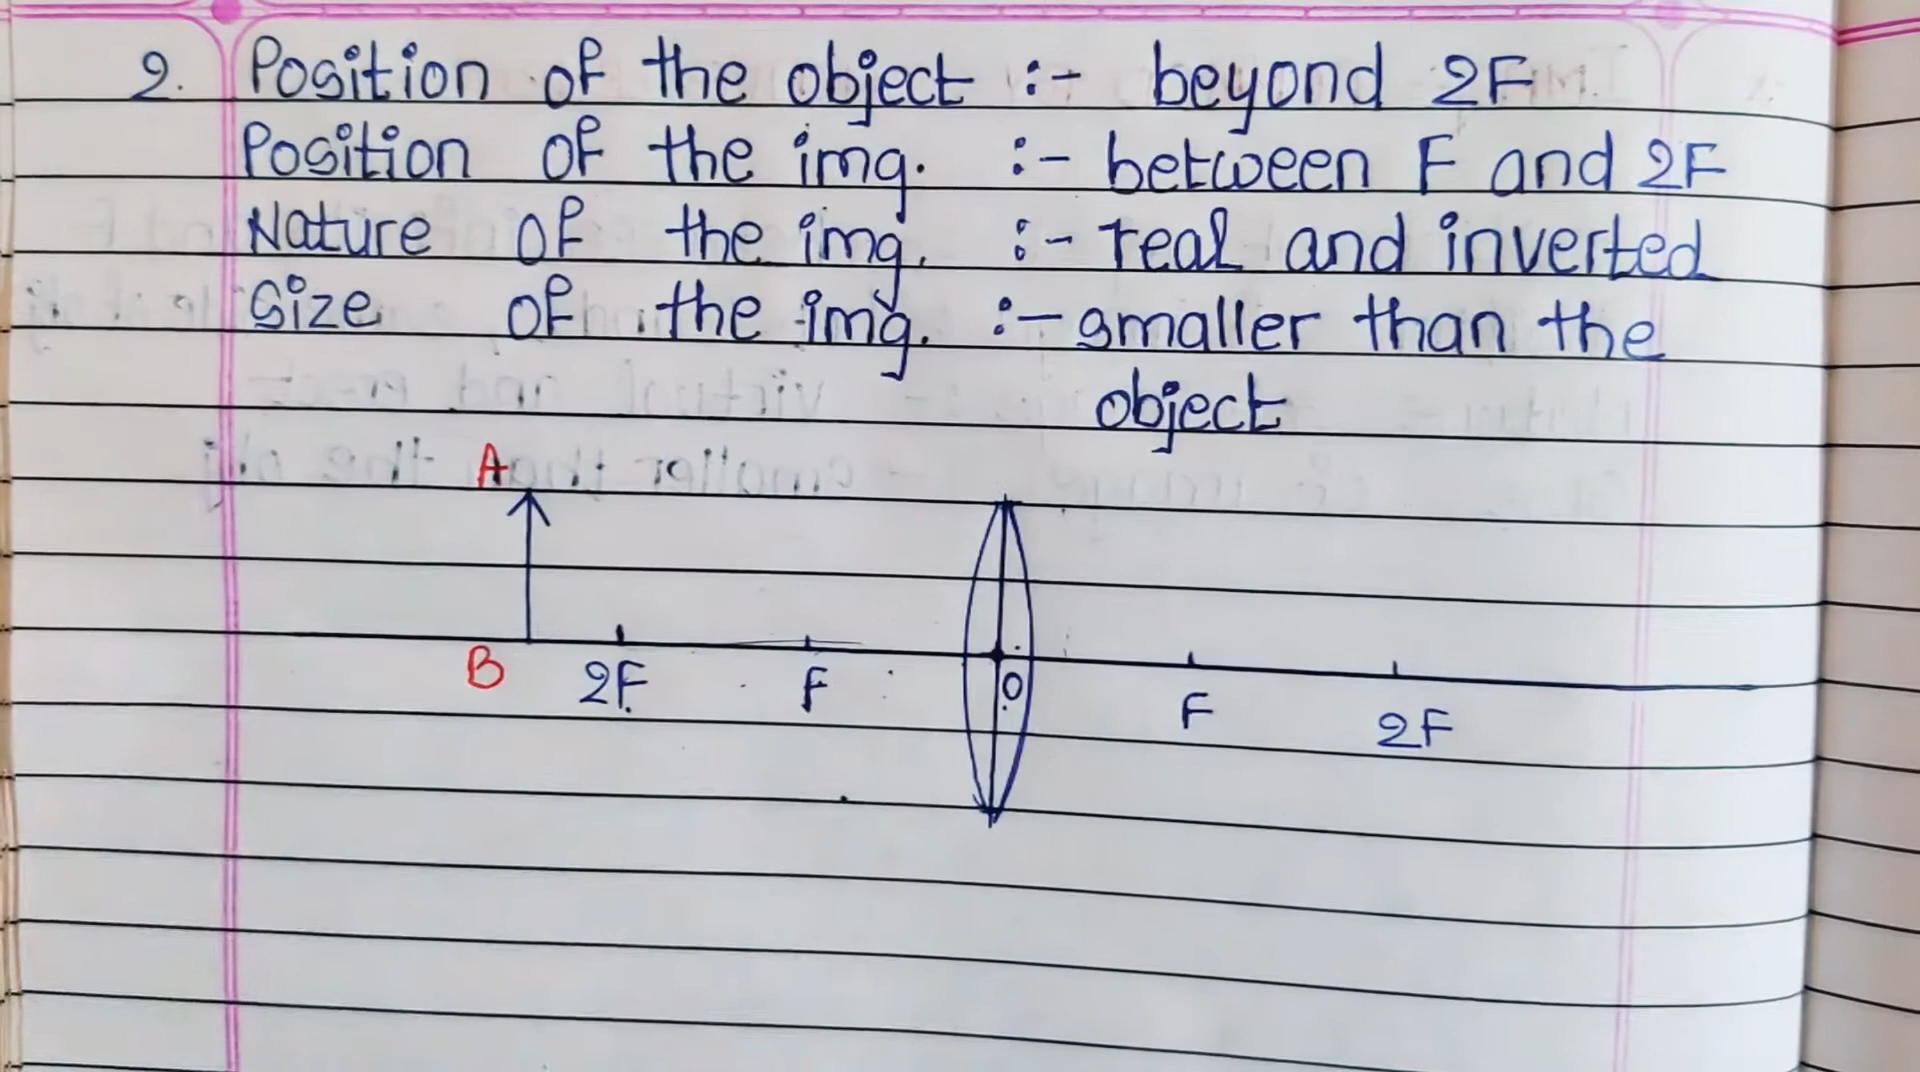 2. Position of the object :- beyond 2F
Position of the img. :- between F and 2F
Nature of the img. :- real and inverted
Size of the img. :- smaller than the
object
A
B 2F F O F 2F